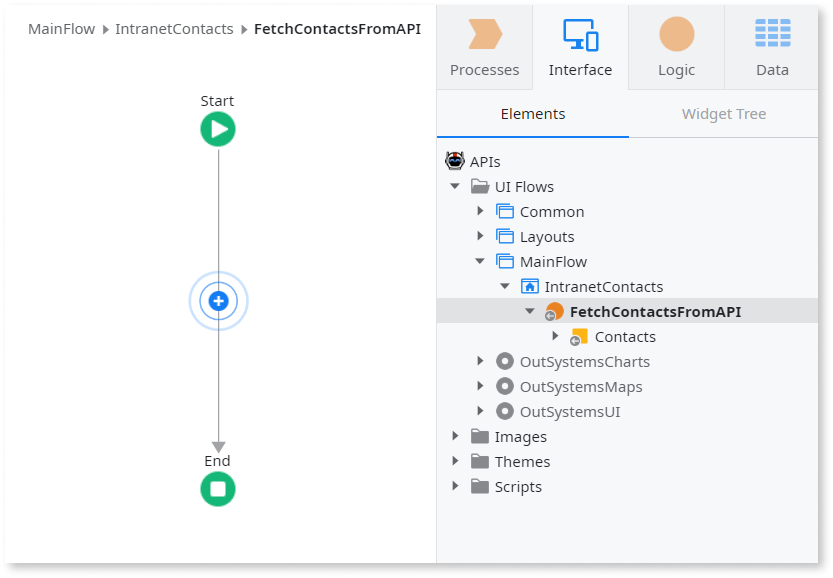 MainFlow IntranetContacts FetchContactsFromAPI
Start
End
Processes Interface Logic Data
Elements Widget Tree
APIs
UI Flows
Common
Layouts
MainFlow
IntranetContacts
FetchContactsFromAPI
Contacts
OutSystemsCharts
OutSystemsMaps
OutSystemsUI
Images
Themes
Scripts